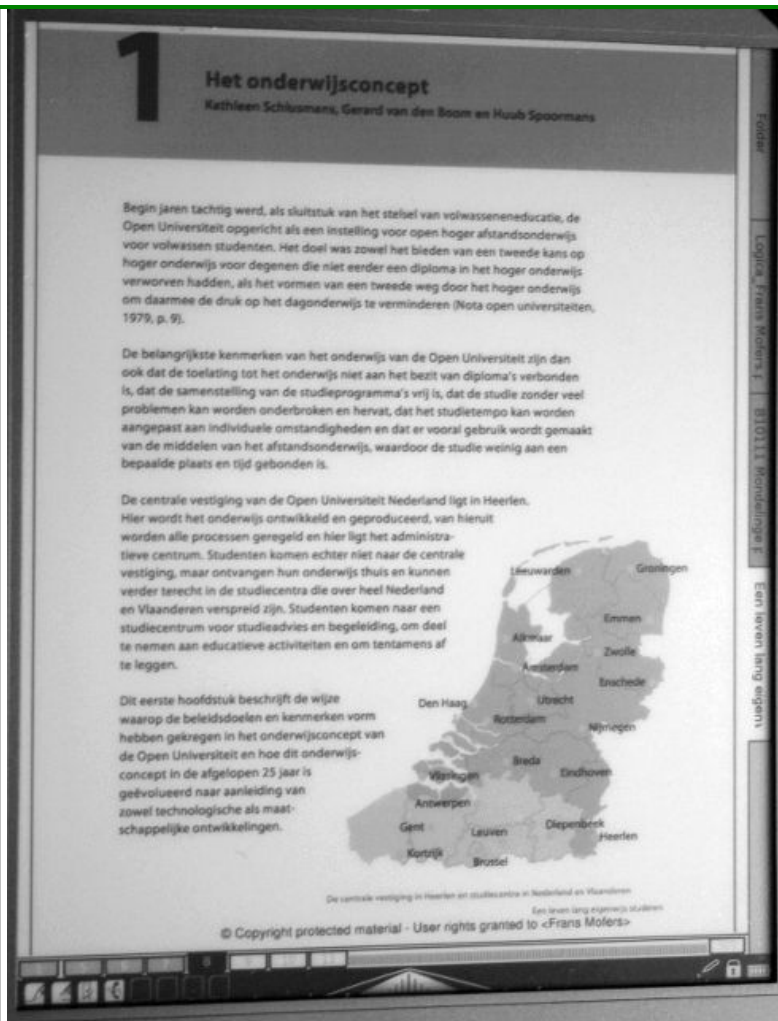 1
Het onderwijsconcept
Kathleen Schlusmans, Gerard van den Boom en Huub Spoormans
Begin jaren tachtig werd, als sluitstuk van het stelsel van volwasseneneducatie, de
Open Universiteit opgericht als een instelling voor open hoger afstandsonderwijs
voor volwassen studenten. Het doel was zowel het bieden van een tweede kans op
hoger onderwijs voor degenen die niet eerder een diploma in het hoger onderwijs
verworven hadden, als het vormen van een tweede weg door het hoger onderwijs
om daarmee de druk op het dagonderwijs te verminderen (Nota open universiteiten,
1979, p. 9).
De belangrijkste kenmerken van het onderwijs van de Open Universiteit zijn dan
ook dat de toelating tot het onderwijs niet aan het bezit van diploma's verbonden
is, dat de samenstelling van de studieprogramma's vrij is, dat de studie zonder veel
problemen kan worden onderbroken en hervat, dat het studietempo kan worden
aangepast aan individuele omstandigheden en dat er vooral gebruik wordt gemaakt
van de middelen van het afstandsonderwijs, waardoor de studie weinig aan een
bepaalde plaats en tijd gebonden is.
De centrale vestiging van de Open Universiteit Nederland ligt in Heerlen.
Hier wordt het onderwijs ontwikkeld en geproduceerd, van hieruit
worden alle processen geregeld en hier ligt het administra-
tieve centrum. Studenten komen echter niet naar de centrale
vestiging, maar ontvangen hun onderwijs thuis en kunnen
verder terecht in de studiecentra die over heel Nederland
en Vlaanderen verspreid zijn. Studenten komen naar een
studiecentrum voor studieadvies en begeleiding, om deel
te nemen aan educatieve activiteiten en om tentamens af
te leggen.
Dit eerste hoofdstuk beschrijft de wijze
waarop de beleidsdoelen en kenmerken vorm
hebben gekregen in het onderwijsconcept van
de Open Universiteit en hoe dit onderwijs-
concept in de afgelopen 25 jaar is
geëvolueerd naar aanleiding van
zowel technologische als maat-
schappelijke ontwikkelingen.
Leeuwarden
Groningen
Emmen
Alkmaar
Zwolle
Amsterdam
Enschede
Den Haag
Utrecht
Rotterdam
Nijmegen
Breda
Eindhoven
Vlissingen
Antwerpen
Gent
Leuven
Diepenbeek
Heerlen
Kortrijk
Brussel
De centrale vestiging in Heerlen en studiecentra in Nederland en Vlaanderen
Een leven lang eigenwijs studeren
© Copyright protected material - User rights granted to <Frans Mofers>
Folder
Logica_Frans Mofers
B10111 Mondelinge
Een leven lang eigenw
8
9
10
11